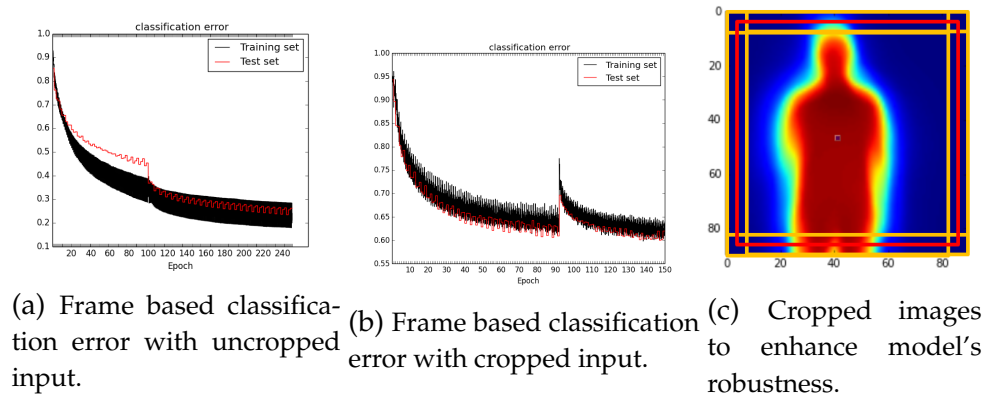 classification error
Training set
Test set
1.0
0.9
0.8
0.7
0.6
0.5
0.4
0.3
0.2
0.1
20 40 60 80 100 120 140 160 180 200 220 240
Epoch
(a) Frame based classifica-
tion error with uncropped
input.
classification error
Training set
Test set
1.00
0.95
0.90
0.85
0.80
0.75
0.70
0.65
0.60
0.55
10 20 30 40 50 60 70 80 90 100 110 120 130 140 150
Epoch
(b) Frame based classification
error with cropped input.
0
20
40
60
80
0 20 40 60 80
(c) Cropped images
to enhance model's
robustness.